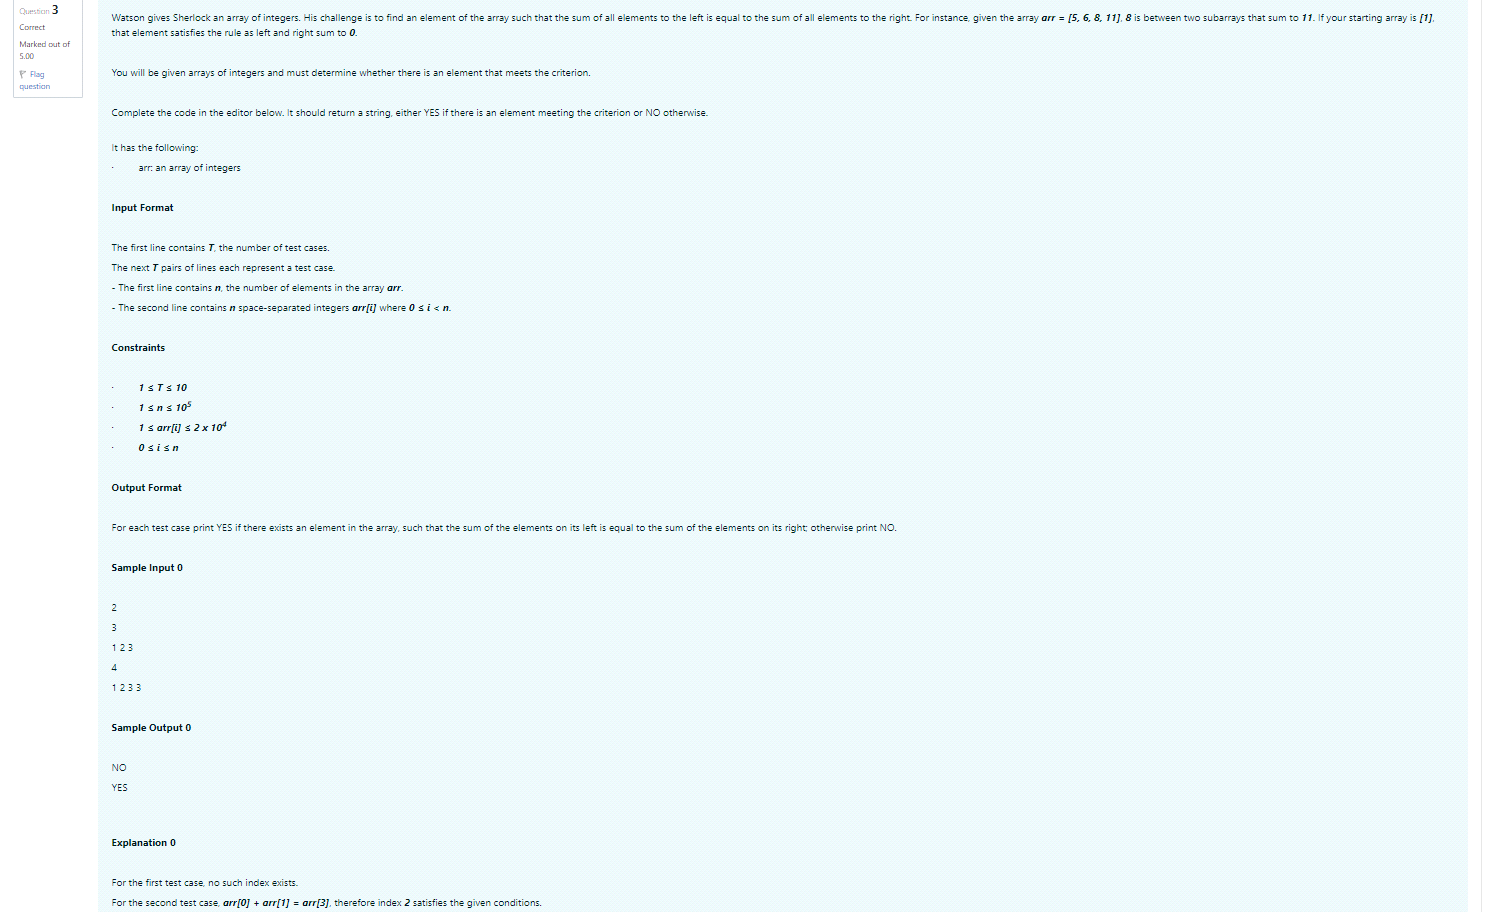 Question 3
Correct
Marked out of
5.00
Flag
question
Watson gives Sherlock an array of integers. His challenge is to find an element of the array such that the sum of all elements to the left is equal to the sum of all elements to the right. For instance, given the array arr = [5, 6, 8, 11], 8 is between two subarrays that sum to 11. If your starting array is [1],
that element satisfies the rule as left and right sum to 0.
You will be given arrays of integers and must determine whether there is an element that meets the criterion.
Complete the code in the editor below. It should return a string, either YES if there is an element meeting the criterion or NO otherwise.
It has the following:
· arr: an array of integers
Input Format
The first line contains T, the number of test cases.
The next T pairs of lines each represent a test case.
- The first line contains n, the number of elements in the array arr.
- The second line contains n space-separated integers arr[i] where 0 ≤ i < n.
Constraints
· 1 ≤ T ≤ 10
· 1 ≤ n ≤ 10⁵
· 1 ≤ arr[i] ≤ 2 x 10⁴
· 0 ≤ i ≤ n
Output Format
For each test case print YES if there exists an element in the array, such that the sum of the elements on its left is equal to the sum of the elements on its right; otherwise print NO.
Sample Input 0
2
3
1 2 3
4
1 2 3 3
Sample Output 0
NO
YES
Explanation 0
For the first test case, no such index exists.
For the second test case, arr[0] + arr[1] = arr[3], therefore index 2 satisfies the given conditions.